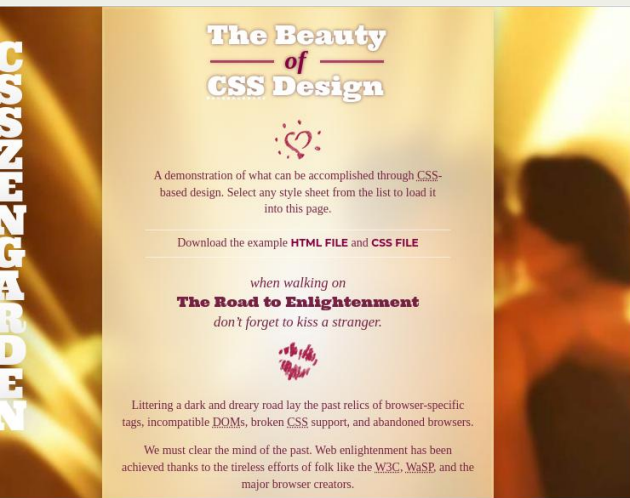 CSS ZEN GARDEN
The Beauty
of
CSS Design
A demonstration of what can be accomplished through CSS-
based design. Select any style sheet from the list to load it
into this page.
Download the example HTML FILE and CSS FILE
when walking on
The Road to Enlightenment
don't forget to kiss a stranger.
Littering a dark and dreary road lay the past relics of browser-specific
tags, incompatible DOMs, broken CSS support, and abandoned browsers.
We must clear the mind of the past. Web enlightenment has been
achieved thanks to the tireless efforts of folk like the W3C, WaSP, and the
major browser creators.